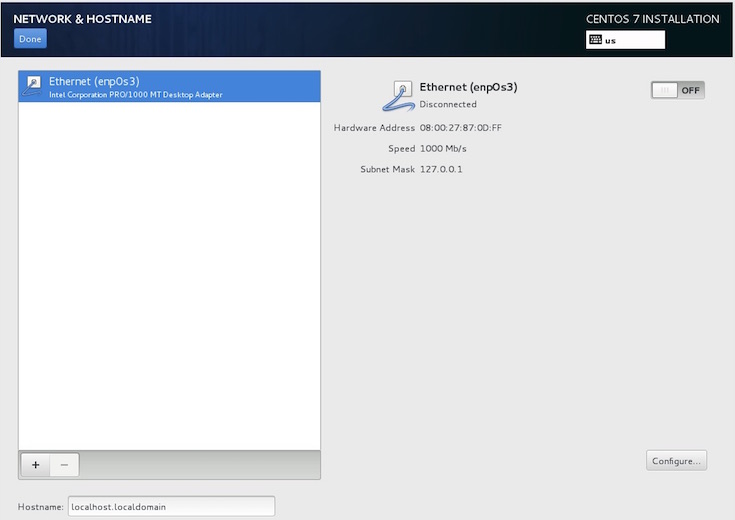 NETWORK & HOSTNAME
CENTOS 7 INSTALLATION
Done
us
Ethernet (enp0s3)
Intel Corporation PRO/1000 MT Desktop Adapter
Ethernet (enp0s3)
Disconnected
OFF
Hardware Address 08:00:27:87:0D:FF
Speed 1000 Mb/s
Subnet Mask 127.0.0.1
+ −
Configure...
Hostname: localhost.localdomain